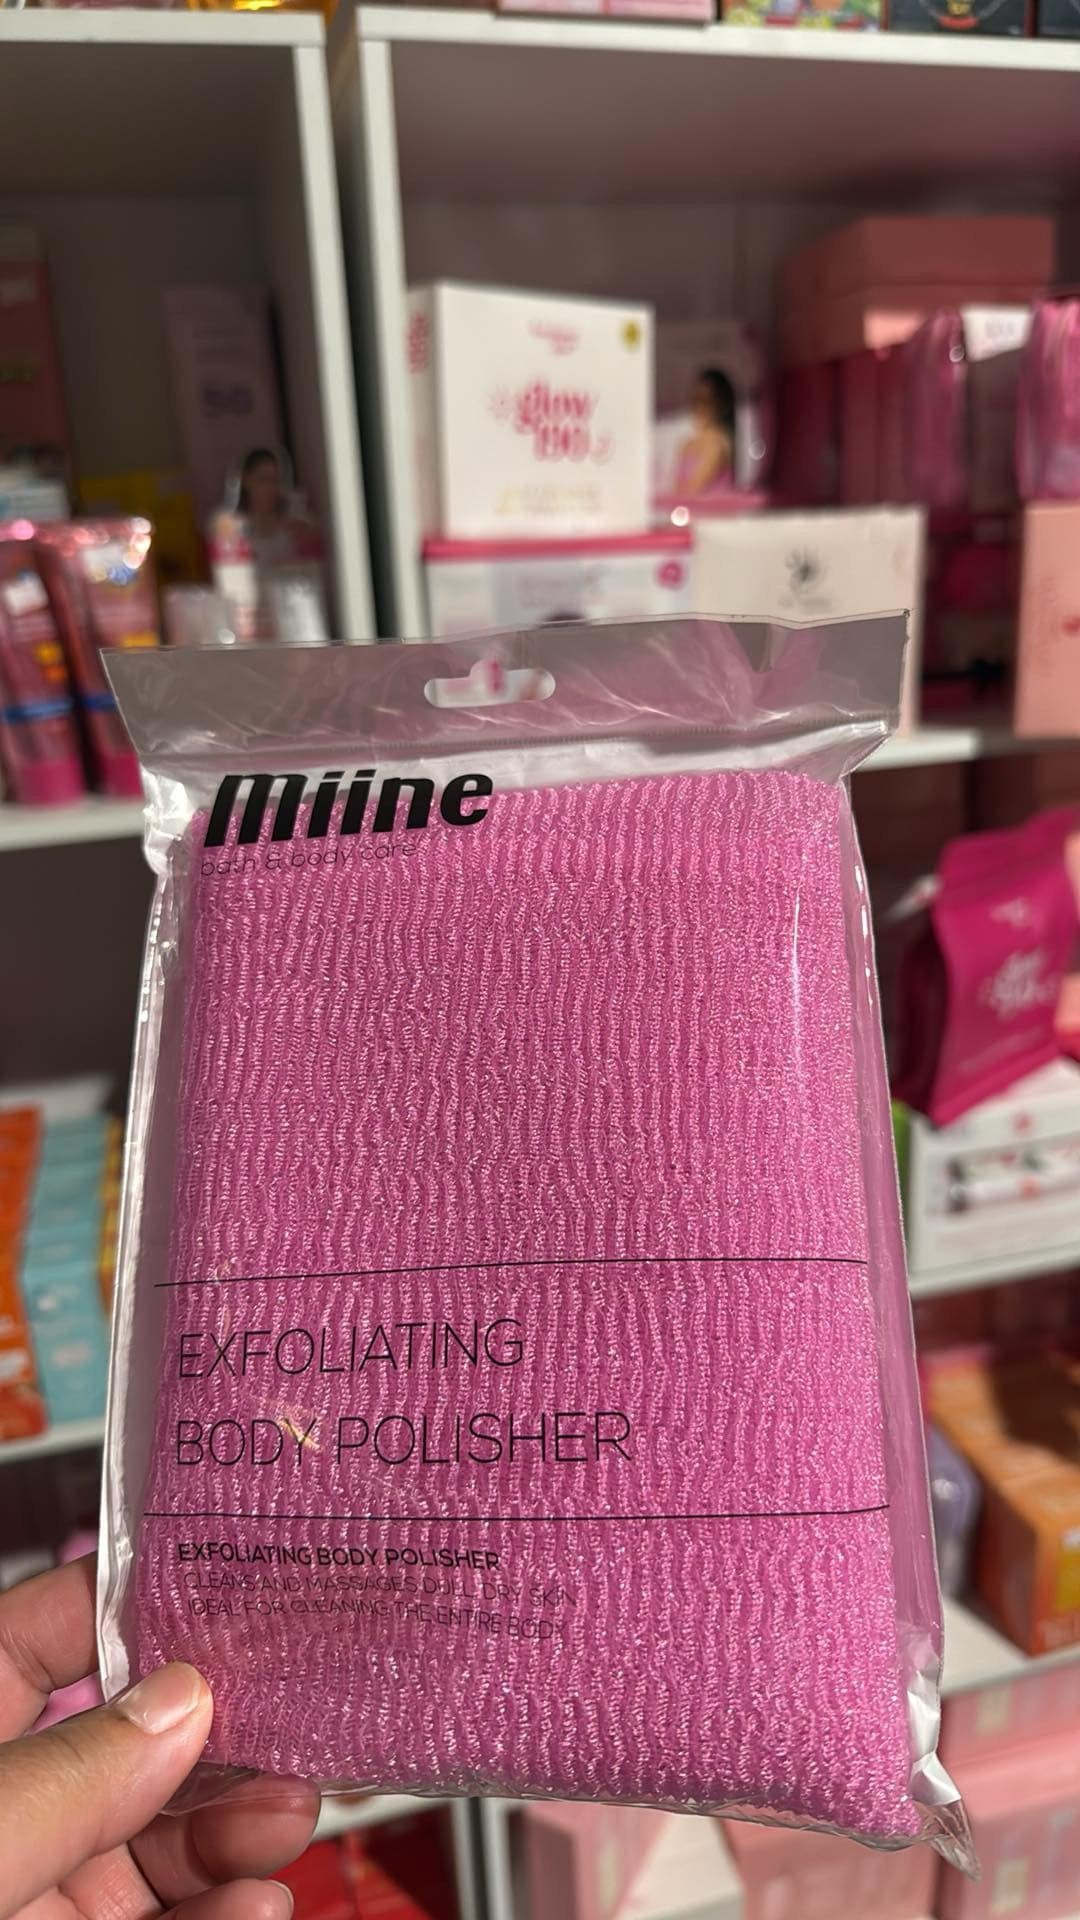 glow
miine
bath & body care
EXFOLIATING
BODY POLISHER
EXFOLIATING BODY POLISHER
CLEANS AND MASSAGES DULL, DRY SKIN
IDEAL FOR CLEANING THE ENTIRE BODY